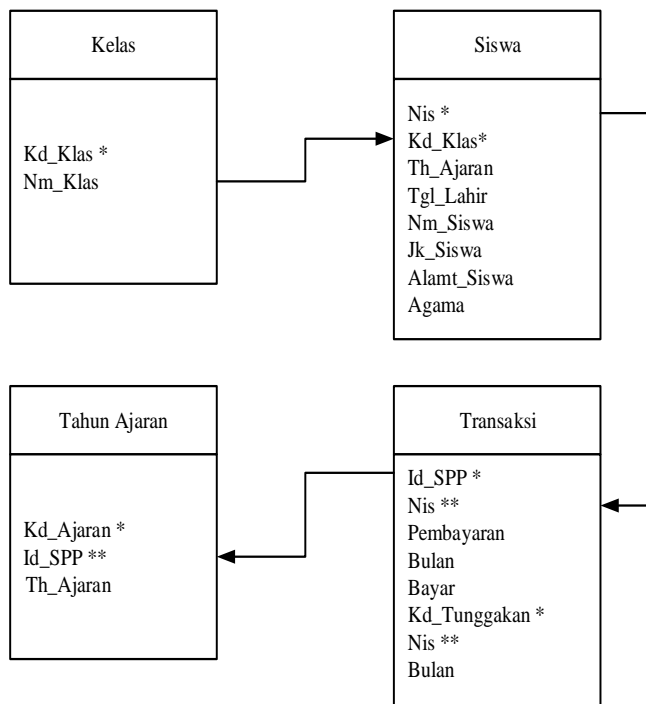 Kelas
Kd_Klas *
Nm_Klas
Siswa
Nis *
Kd_Klas*
Th_Ajaran
Tgl_Lahir
Nm_Siswa
Jk_Siswa
Alamt_Siswa
Agama
Tahun Ajaran
Kd_Ajaran *
Id_SPP **
Th_Ajaran
Transaksi
Id_SPP *
Nis **
Pembayaran
Bulan
Bayar
Kd_Tunggakan *
Nis **
Bulan